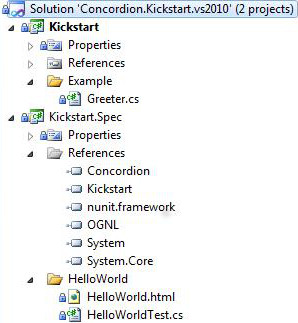 Solution 'Concordion.Kickstart.vs2010' (2 projects)
Kickstart
Properties
References
Example
Greeter.cs
Kickstart.Spec
Properties
References
Concordion
Kickstart
nunit.framework
OGNL
System
System.Core
HelloWorld
HelloWorld.html
HelloWorldTest.cs